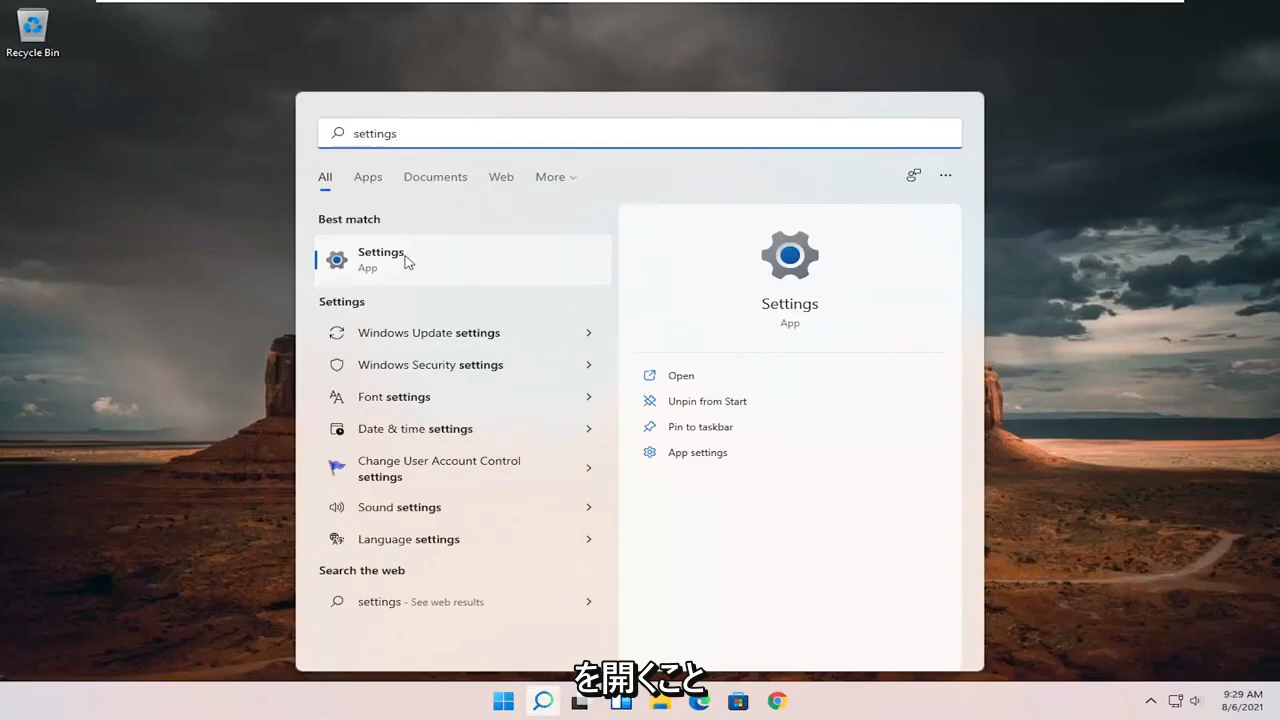 Recycle Bin
settings
All Apps Documents Web More
Best match
Settings
App
Settings
Windows Update settings
Windows Security settings
Font settings
Date & time settings
Change User Account Control
settings
Sound settings
Language settings
Search the web
settings - See web results
Settings
App
Open
Unpin from Start
Pin to taskbar
App settings
を開くこと
9:29 AM
8/6/2021